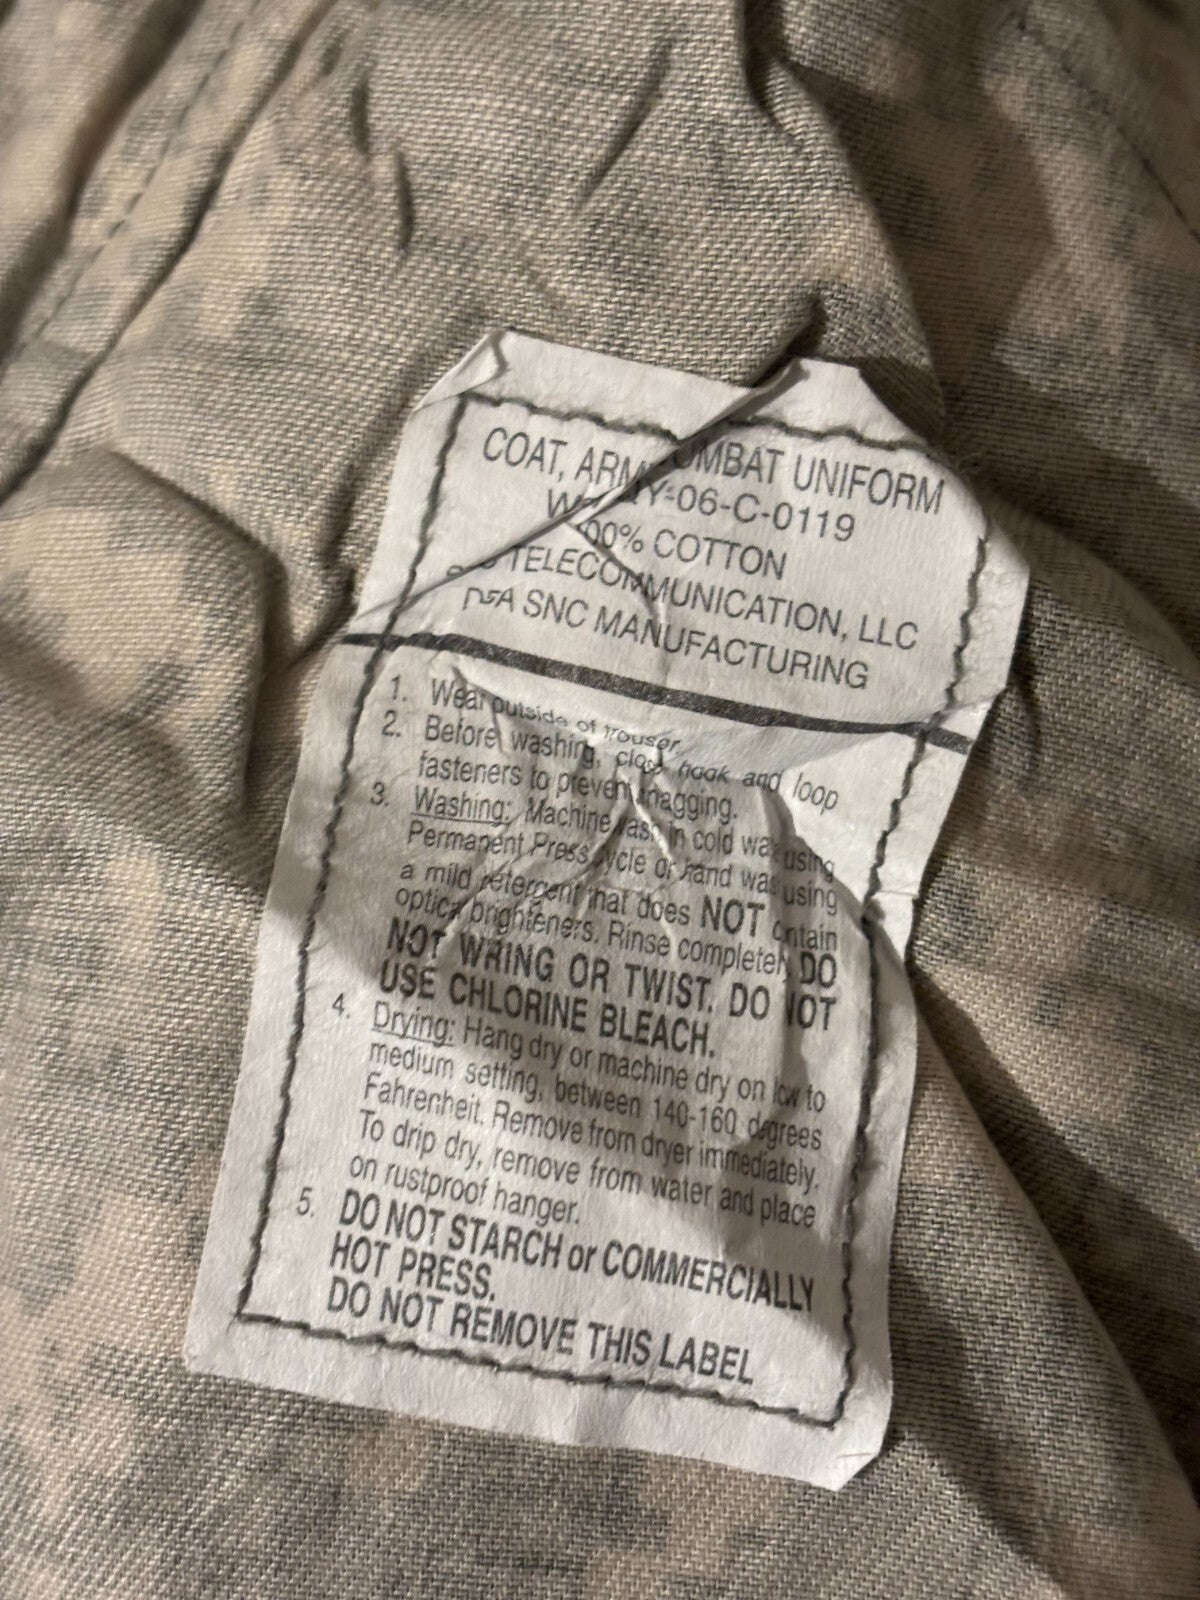 COAT, ARMY COMBAT UNIFORM
Y-06-C-0119
100% COTTON
TELECOMMUNICATION, LLC
SNC MANUFACTURING
1. Wear outside of trouser.
2. Before washing, close hook and loop
fasteners to prevent snagging.
3. Washing: Machine wash in cold water using
Permanent Press cycle or hand wash using
a mild detergent that does NOT contain
optical brighteners. Rinse completely. DO
NOT WRING OR TWIST. DO NOT
USE CHLORINE BLEACH.
4. Drying: Hang dry or machine dry on low to
medium setting, between 140-160 degrees
Fahrenheit. Remove from dryer immediately.
To drip dry, remove from water and place
on rustproof hanger.
5. DO NOT STARCH or COMMERCIALLY
HOT PRESS.
DO NOT REMOVE THIS LABEL